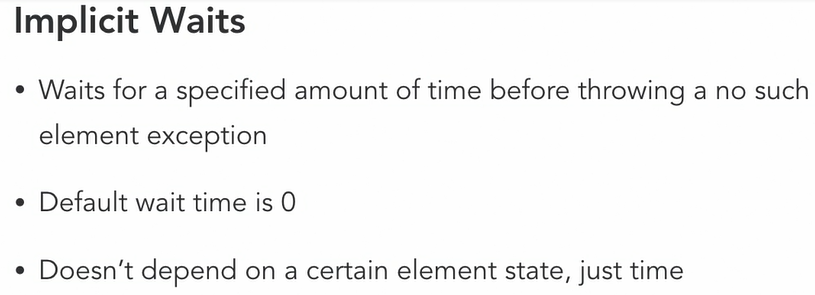 Implicit Waits
• Waits for a specified amount of time before throwing a no such
element exception
• Default wait time is 0
• Doesn’t depend on a certain element state, just time